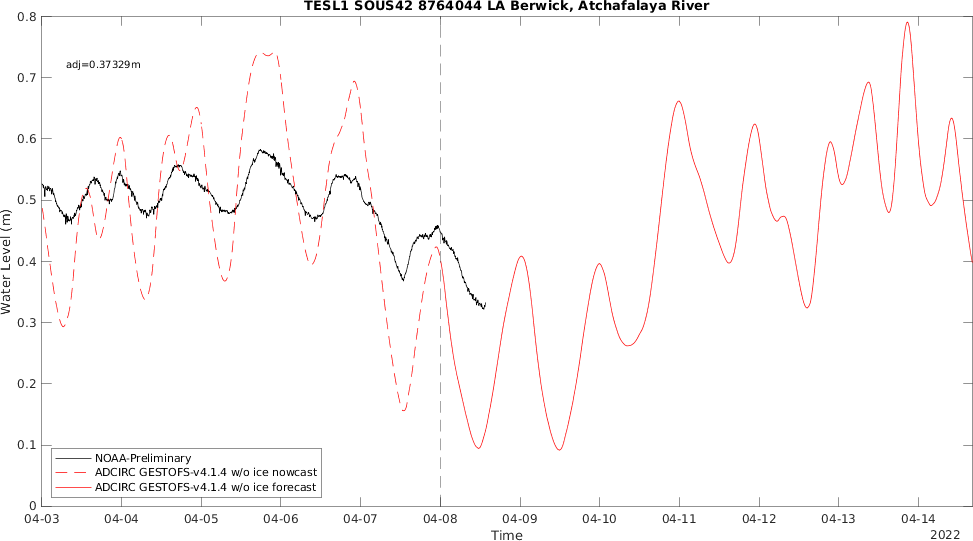 TESL1 SOUS42 8764044 LA Berwick, Atchafalaya River
adj=0.37329m
0.8
0.7
0.6
0.5
0.4
0.3
0.2
0.1
0
Water Level (m)
NOAA-Preliminary
ADCIRC GESTOFS-v4.1.4 w/o ice nowcast
ADCIRC GESTOFS-v4.1.4 w/o ice forecast
04-03 04-04 04-05 04-06 04-07 04-08 04-09 04-10 04-11 04-12 04-13 04-14
Time
2022